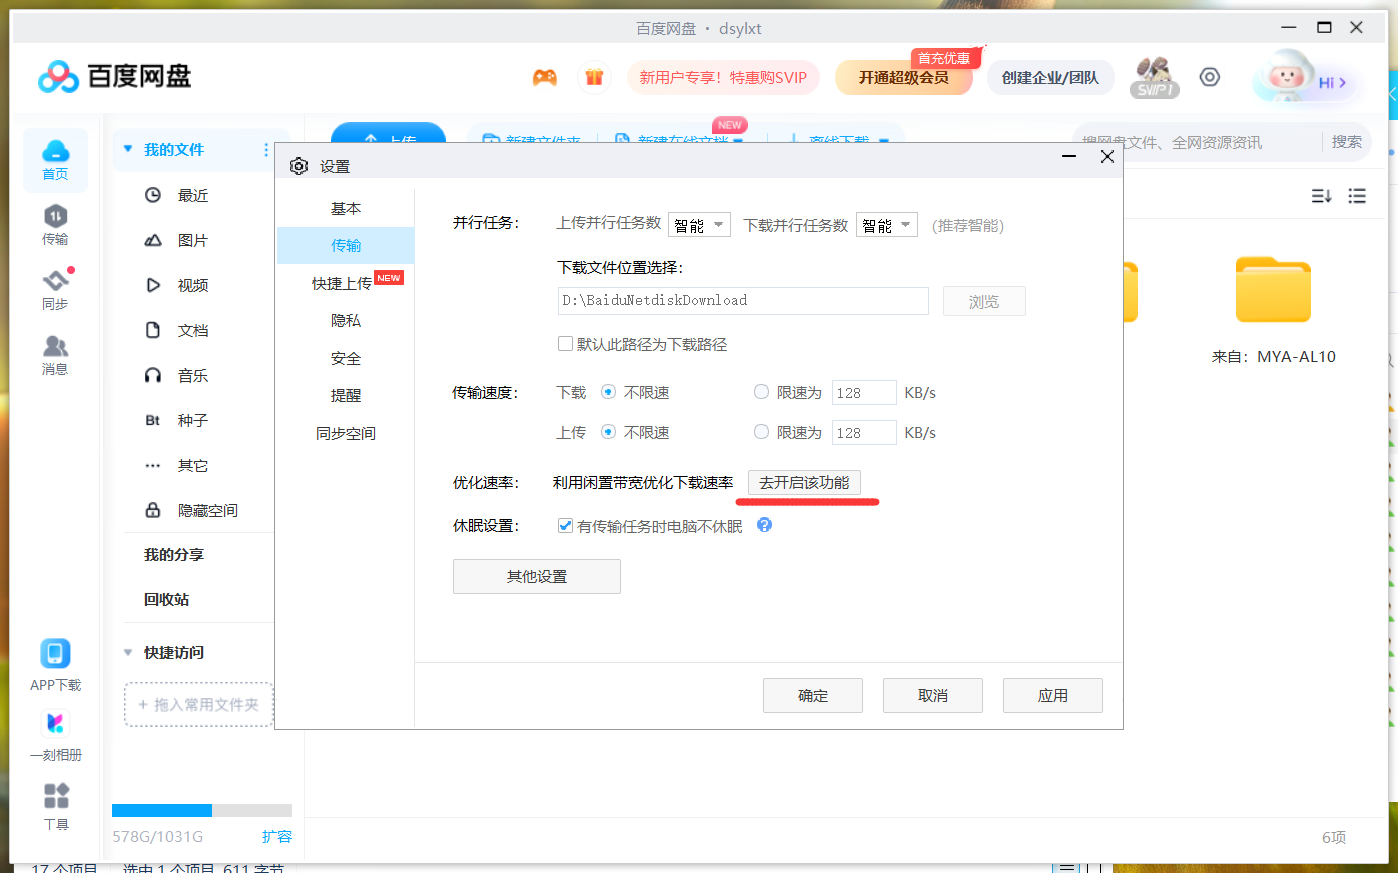 百度网盘 · dsylxt
百度网盘
新用户专享！特惠购SVIP
首充优惠
开通超级会员
创建企业/团队
SVIP1
Hi >
首页
传输
同步
消息
APP下载
一刻相册
工具
我的文件
最近
图片
视频
文档
音乐
Bt 种子
其它
隐藏空间
我的分享
回收站
快捷访问
+ 拖入常用文件夹
578G/1031G 扩容
上传
新建文件夹
新建在线文档
NEW
离线下载
搜网盘文件、全网资源资讯
搜索
设置
基本
传输
快捷上传 NEW
隐私
安全
提醒
同步空间
并行任务： 上传并行任务数 智能 下载并行任务数 智能 (推荐智能)
下载文件位置选择：
D:\BaiduNetdiskDownload 浏览
默认此路径为下载路径
传输速度： 下载 不限速 限速为 128 KB/s
上传 不限速 限速为 128 KB/s
优化速率： 利用闲置带宽优化下载速率 去开启该功能
休眠设置： 有传输任务时电脑不休眠 ?
其他设置
确定 取消 应用
来自：MYA-AL10
6项
17 个项目 选中 1 个项目 611 字节